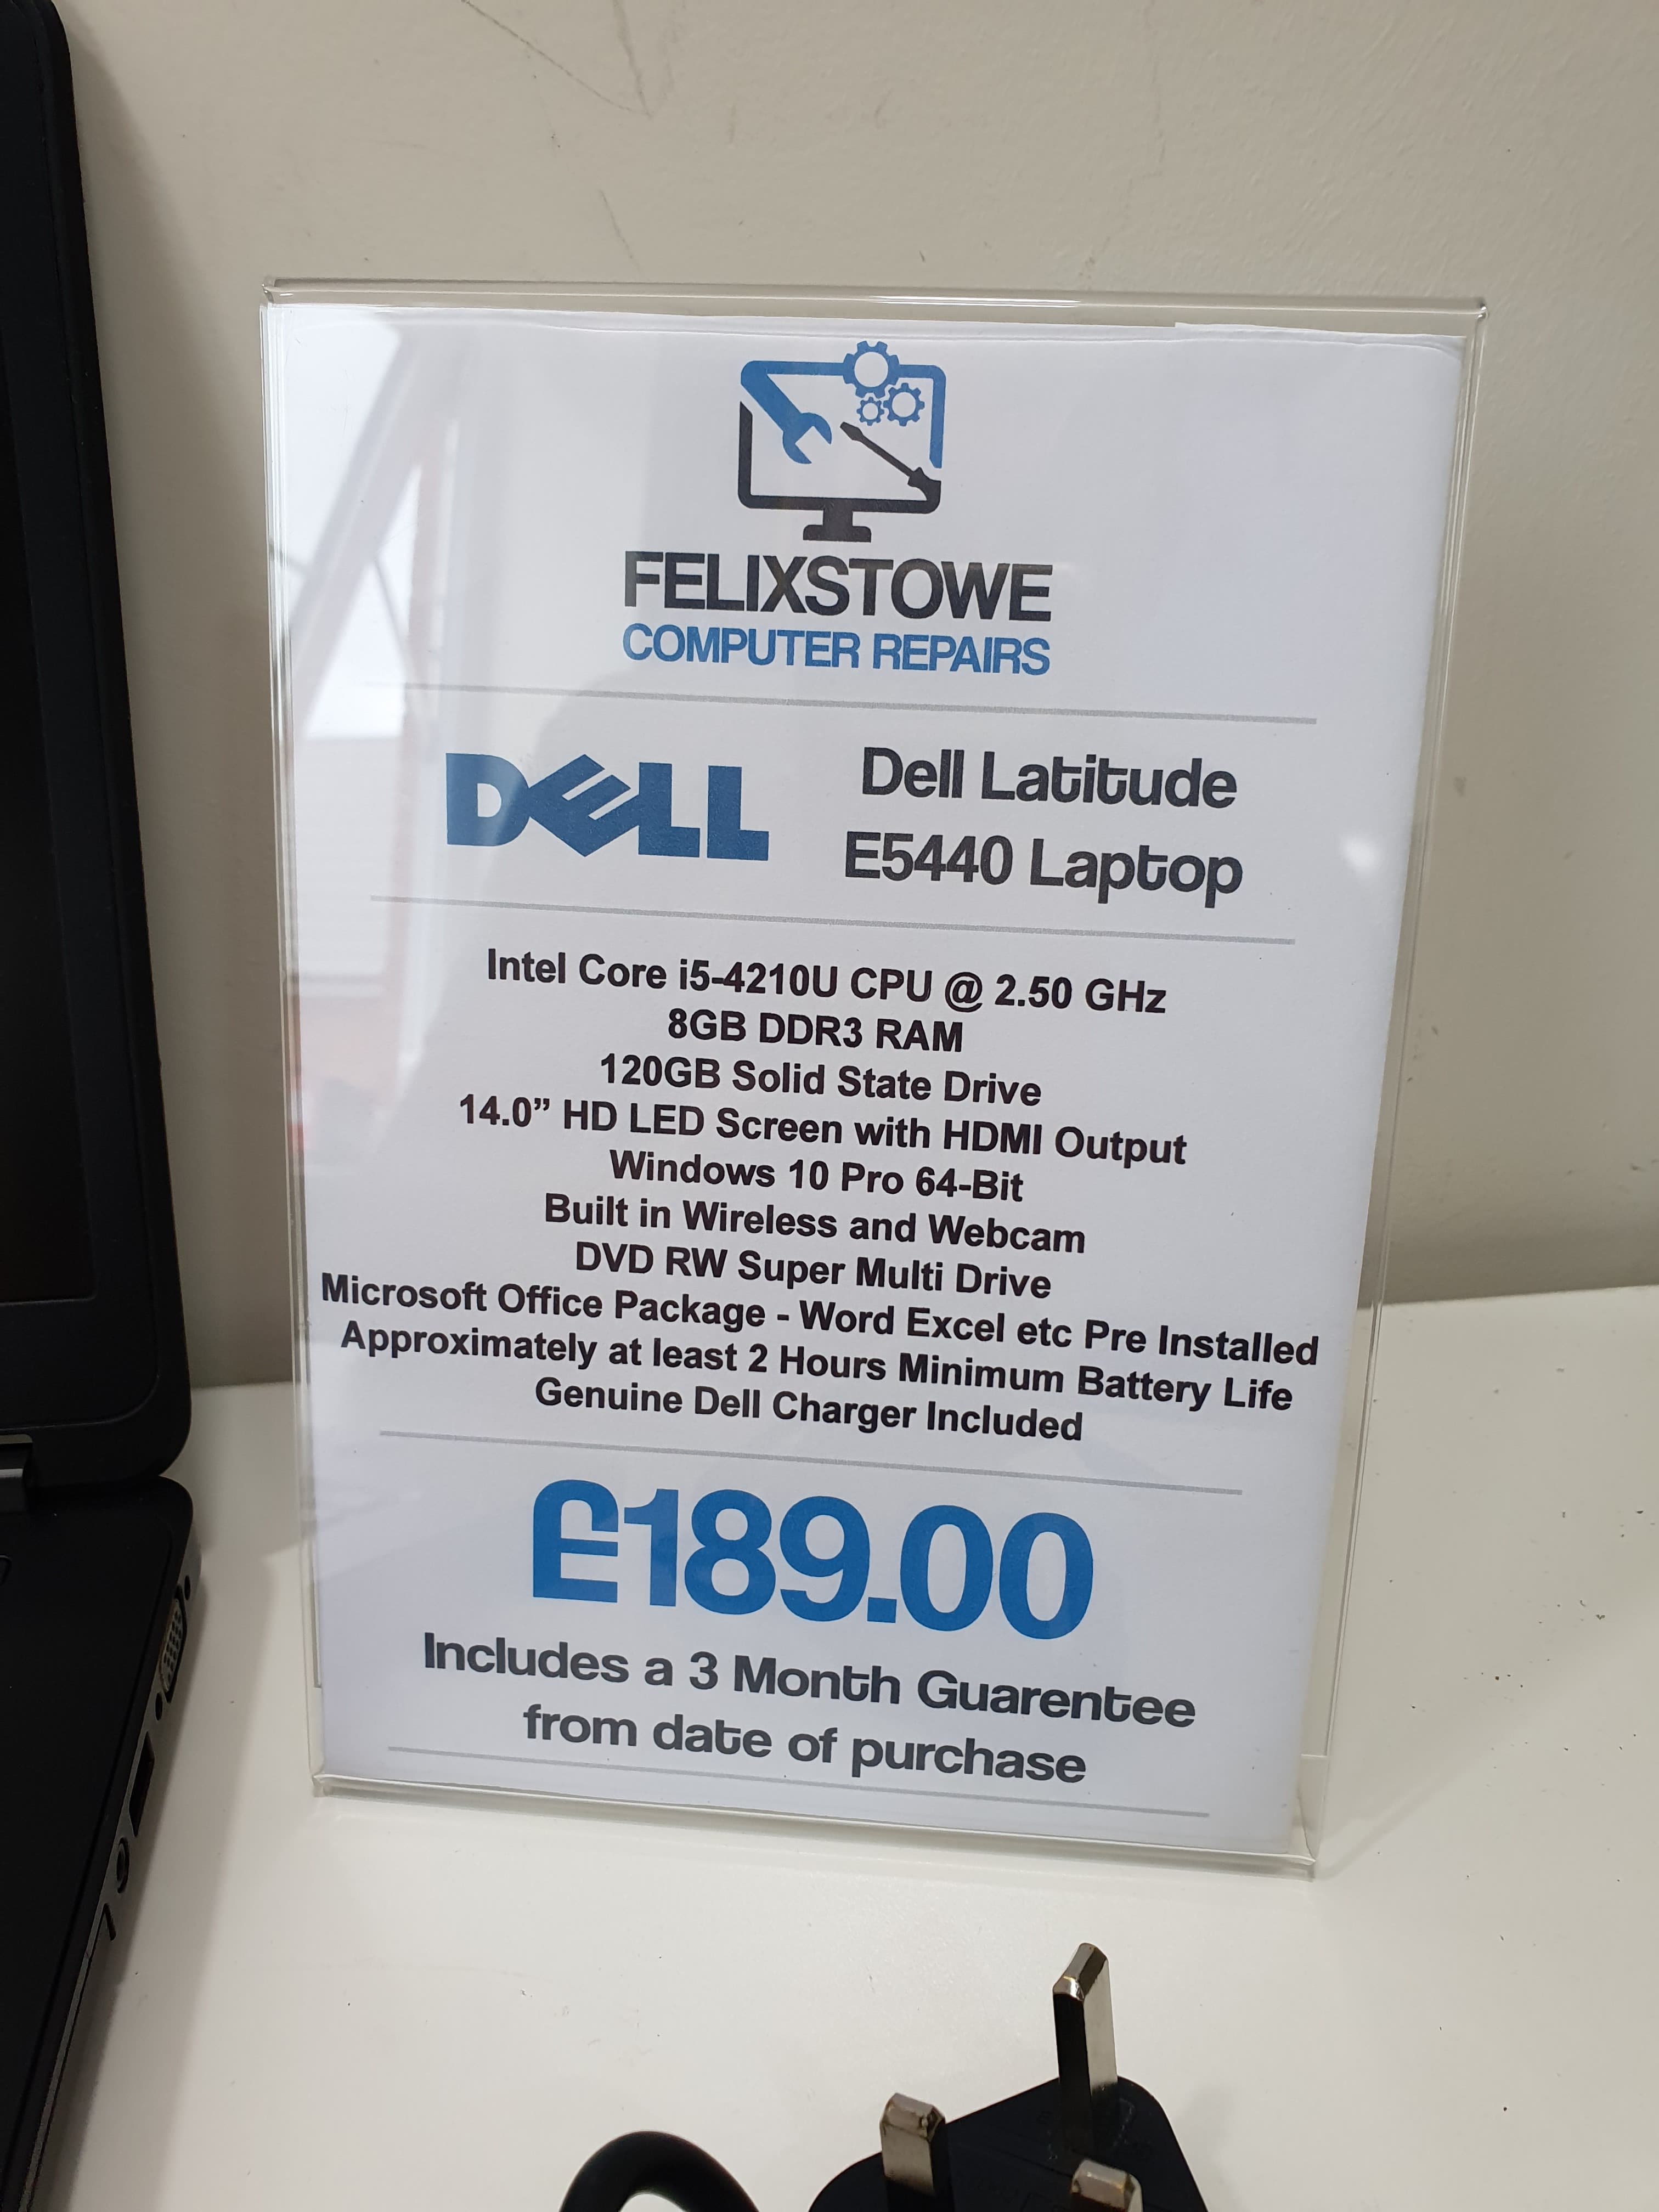 FELIXSTOWE
COMPUTER REPAIRS
DELL
Dell Latitude
E5440 Laptop
Intel Core i5-4210U CPU @ 2.50 GHz
8GB DDR3 RAM
120GB Solid State Drive
14.0” HD LED Screen with HDMI Output
Windows 10 Pro 64-Bit
Built in Wireless and Webcam
DVD RW Super Multi Drive
Microsoft Office Package - Word Excel etc Pre Installed
Approximately at least 2 Hours Minimum Battery Life
Genuine Dell Charger Included
£189.00
Includes a 3 Month Guarentee
from date of purchase